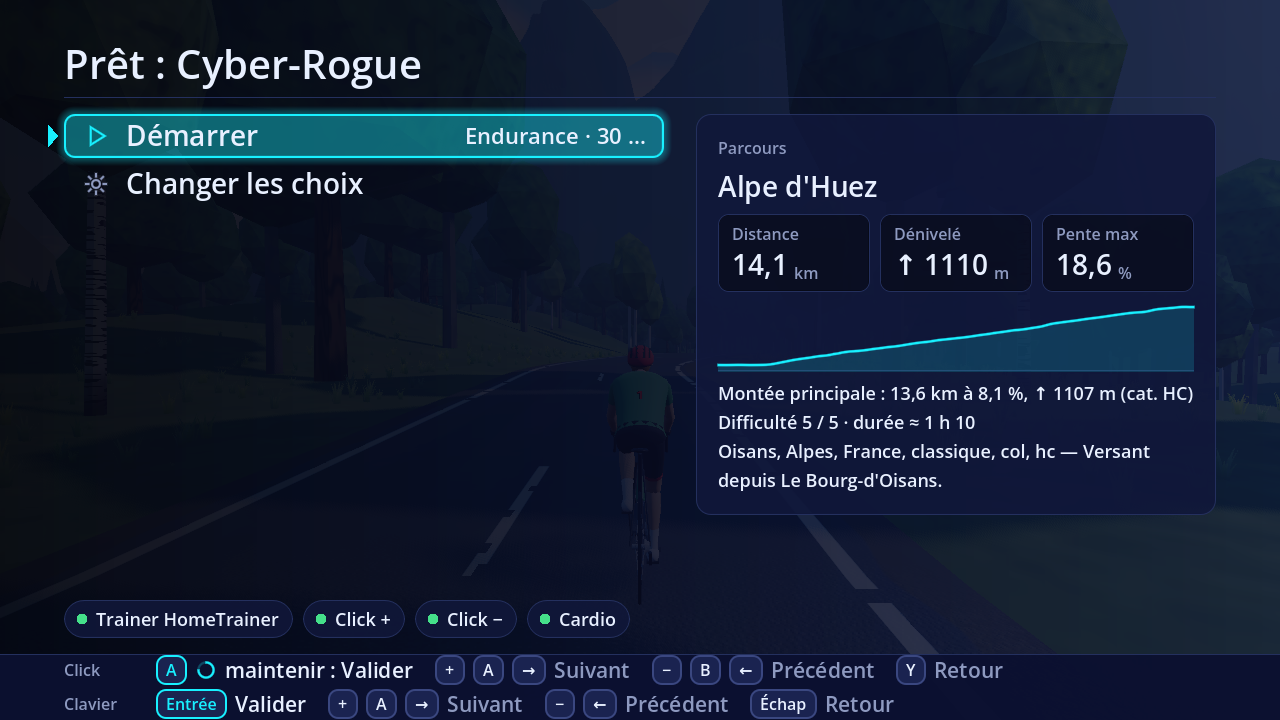 Prêt : Cyber-Rogue
Démarrer Endurance · 30 ...
Changer les choix
Parcours
Alpe d'Huez
Distance Dénivelé Pente max
14,1 km ↑ 1110 m 18,6 %
Montée principale : 13,6 km à 8,1 %, ↑ 1107 m (cat. HC)
Difficulté 5 / 5 · durée ≈ 1 h 10
Oisans, Alpes, France, classique, col, hc — Versant
depuis Le Bourg-d'Oisans.
Trainer HomeTrainer Click + Click − Cardio
Click A maintenir : Valider + A → Suivant − B ← Précédent Y Retour
Clavier Entrée Valider + A → Suivant − ← Précédent Échap Retour